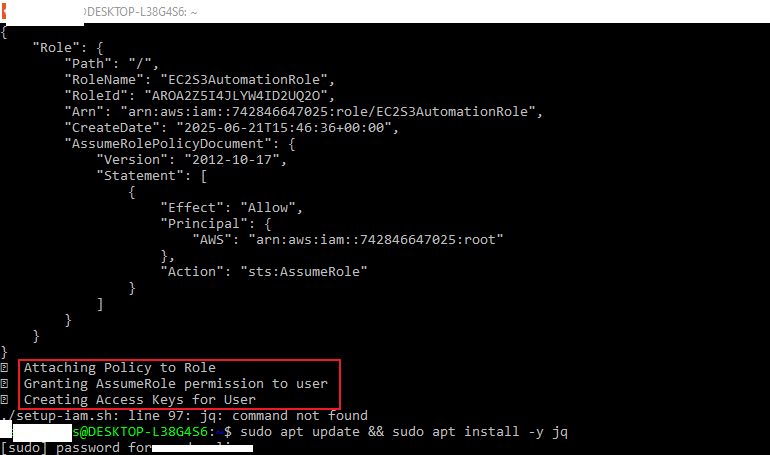 @DESKTOP-L38G4S6: ~
{
    "Role": {
        "Path": "/",
        "RoleName": "EC2S3AutomationRole",
        "RoleId": "AROA2Z5I4JLYW4ID2UQ2O",
        "Arn": "arn:aws:iam::742846647025:role/EC2S3AutomationRole",
        "CreateDate": "2025-06-21T15:46:36+00:00",
        "AssumeRolePolicyDocument": {
            "Version": "2012-10-17",
            "Statement": [
                {
                    "Effect": "Allow",
                    "Principal": {
                        "AWS": "arn:aws:iam::742846647025:root"
                    },
                    "Action": "sts:AssumeRole"
                }
            ]
        }
    }
}
Attaching Policy to Role
Granting AssumeRole permission to user
Creating Access Keys for User
./setup-iam.sh: line 97: jq: command not found
s@DESKTOP-L38G4S6:~$ sudo apt update && sudo apt install -y jq
[sudo] password for